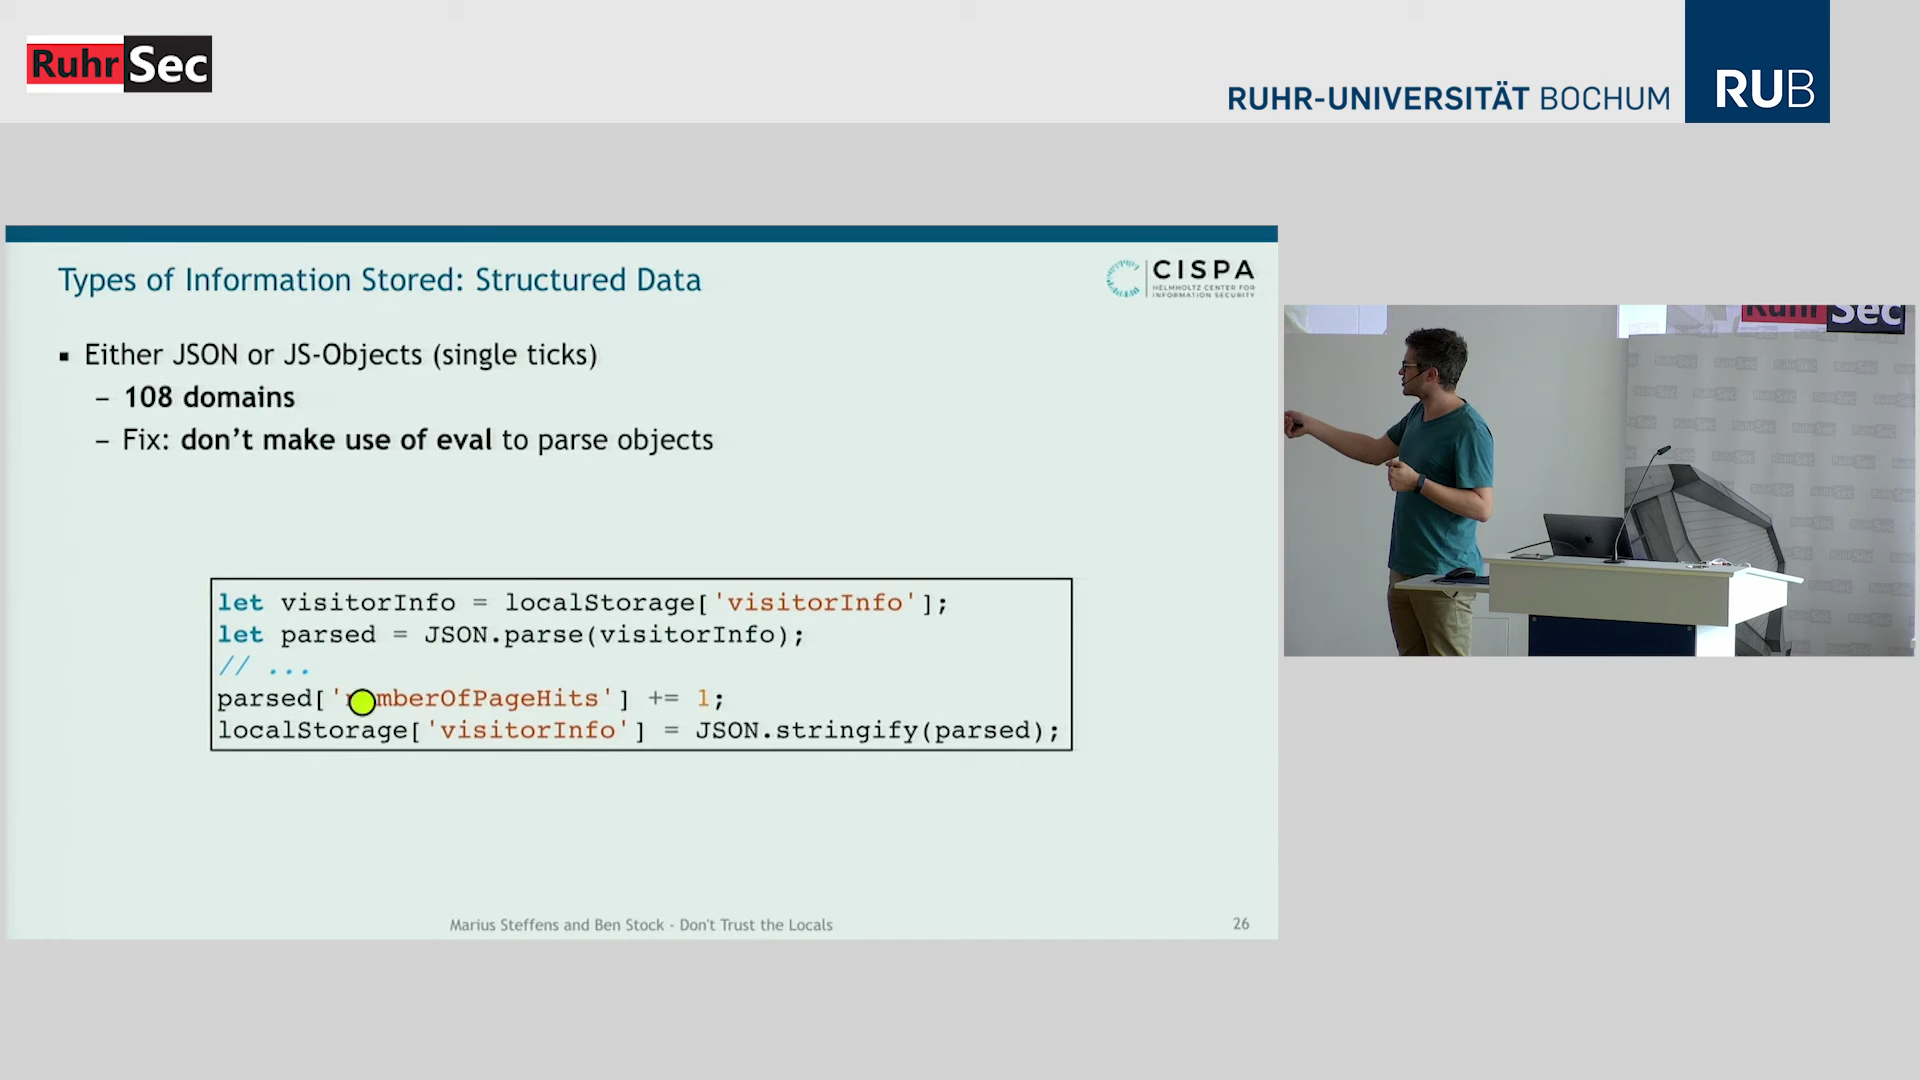 RuhrSec
RUHR-UNIVERSITÄT BOCHUM
RUB
Types of Information Stored: Structured Data
CISPA
HELMHOLTZ CENTER FOR
INFORMATION SECURITY
▪ Either JSON or JS-Objects (single ticks)
– 108 domains
– Fix: don't make use of eval to parse objects
let visitorInfo = localStorage['visitorInfo'];
let parsed = JSON.parse(visitorInfo);
// ...
parsed['numberOfPageHits'] += 1;
localStorage['visitorInfo'] = JSON.stringify(parsed);
Marius Steffens and Ben Stock - Don't Trust the Locals
26
RuhrSec